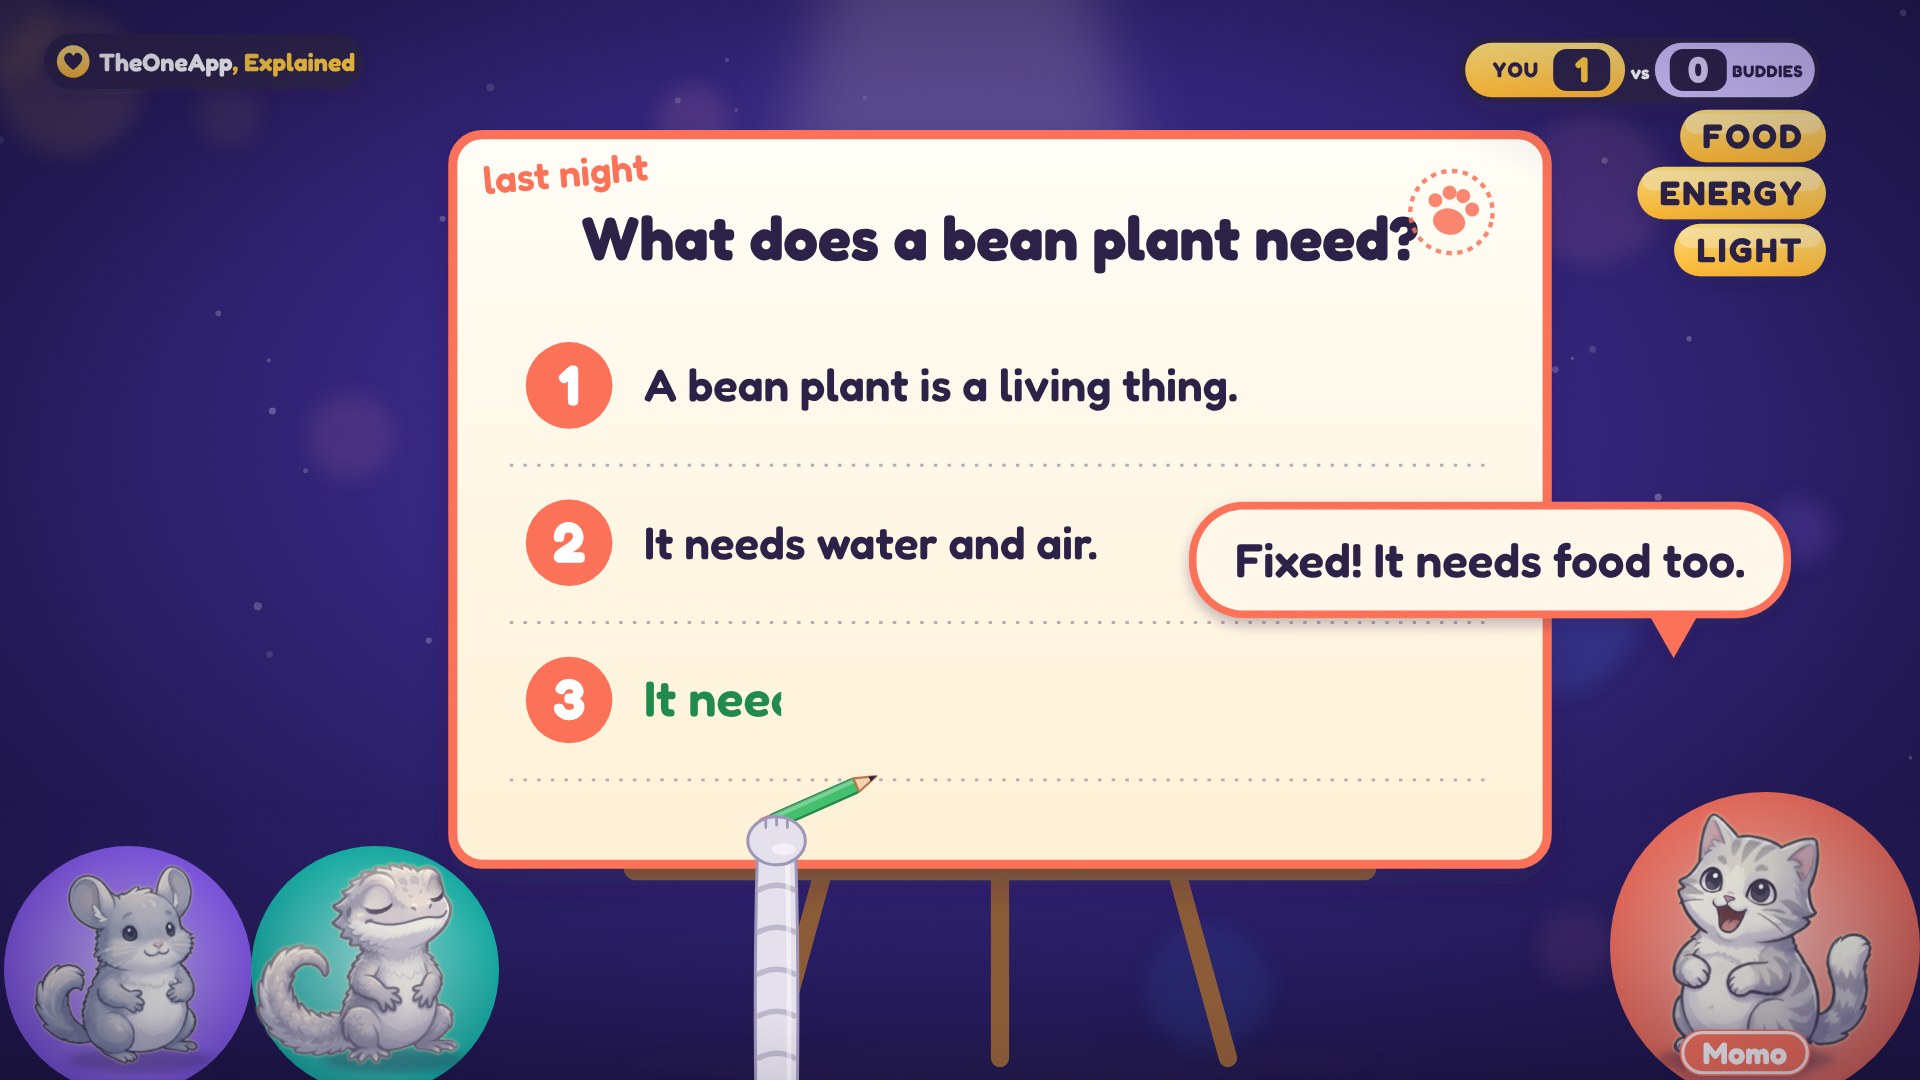 TheOneApp, Explained
YOU 1 vs 0 BUDDIES
FOOD
ENERGY
LIGHT
last night
What does a bean plant need?
1 A bean plant is a living thing.
2 It needs water and air.
Fixed! It needs food too.
3 It nee
Momo